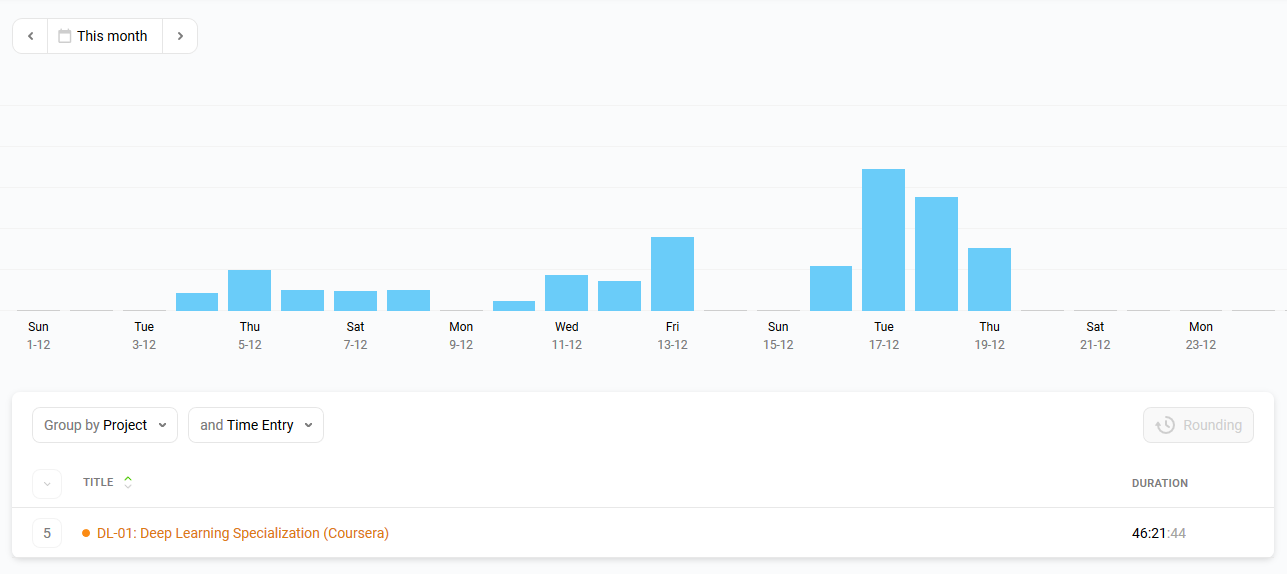 This month
Sun Tue Thu Sat Mon Wed Fri Sun Tue Thu Sat Mon
1-12 3-12 5-12 7-12 9-12 11-12 13-12 15-12 17-12 19-12 21-12 23-12
Group by Project and Time Entry Rounding
TITLE DURATION
5 DL-01: Deep Learning Specialization (Coursera) 46:21:44